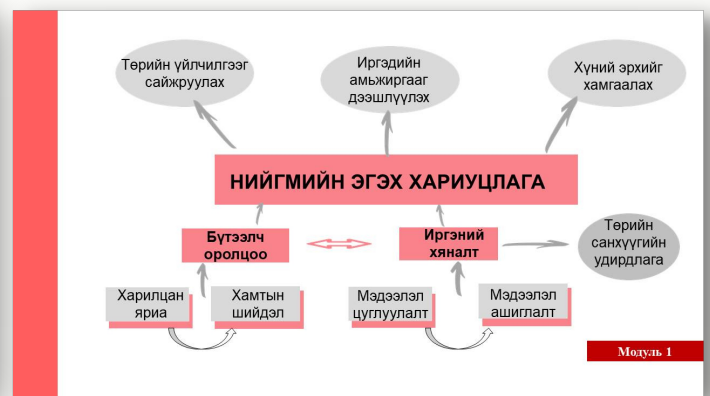 Төрийн үйлчилгээг
сайжруулах
Иргэдийн
амьжиргааг
дээшлүүлэх
Хүний эрхийг
хамгаалах
НИЙГМИЙН ЭГЭХ ХАРИУЦЛАГА
Бүтээлч
оролцоо
Иргэний
хяналт
Төрийн
санхүүгийн
удирдлага
Харилцан
яриа
Хамтын
шийдэл
Мэдээлэл
цуглуулалт
Мэдээлэл
ашиглалт
Модуль 1